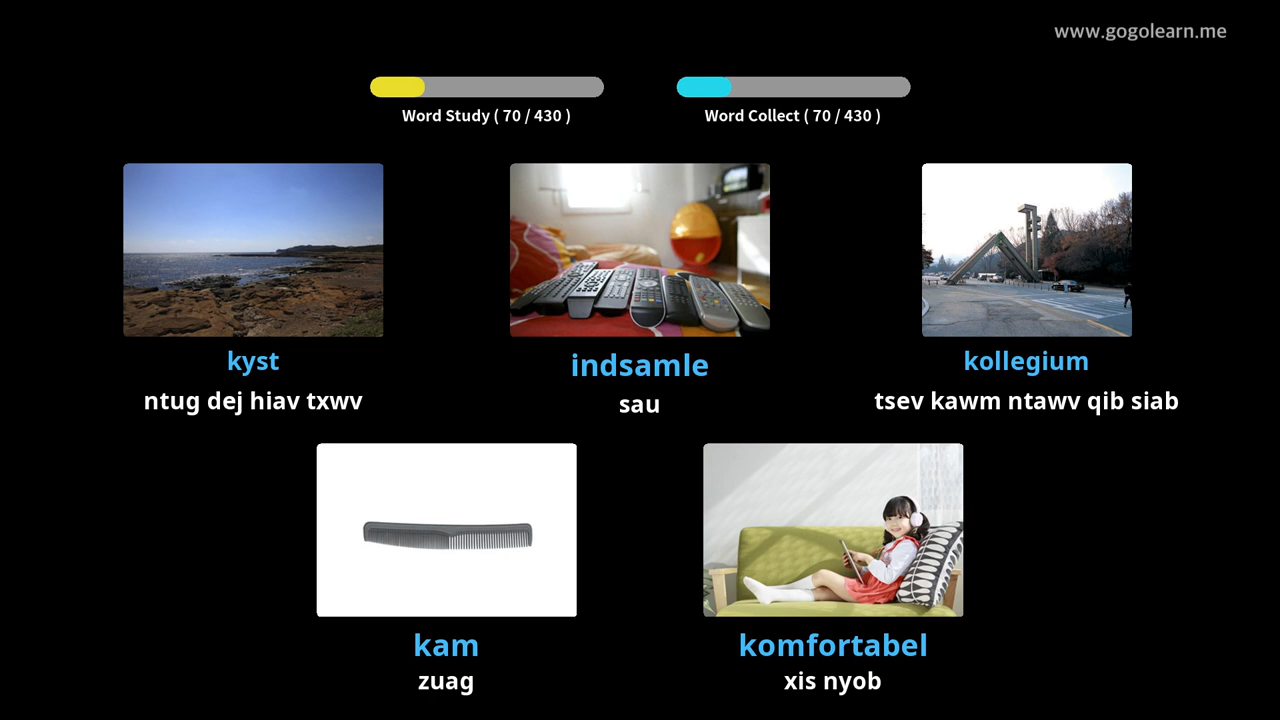 www.gogolearn.me
Word Study ( 70 / 430 )
Word Collect ( 70 / 430 )
kyst
indsamle
kollegium
ntug dej hiav txwv
sau
tsev kawm ntawv qib siab
kam
komfortabel
zuag
xis nyob